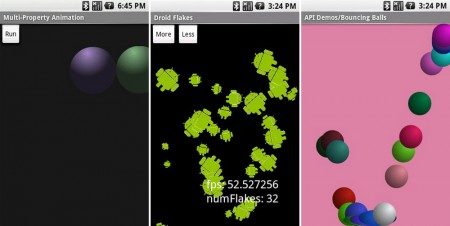 6:45 PM
Multi-Property Animation
Run
3:24 PM
Droid Flakes
More Less
fps: 52.527256
numFlakes: 32
3:24 PM
API Demos/Bouncing Balls